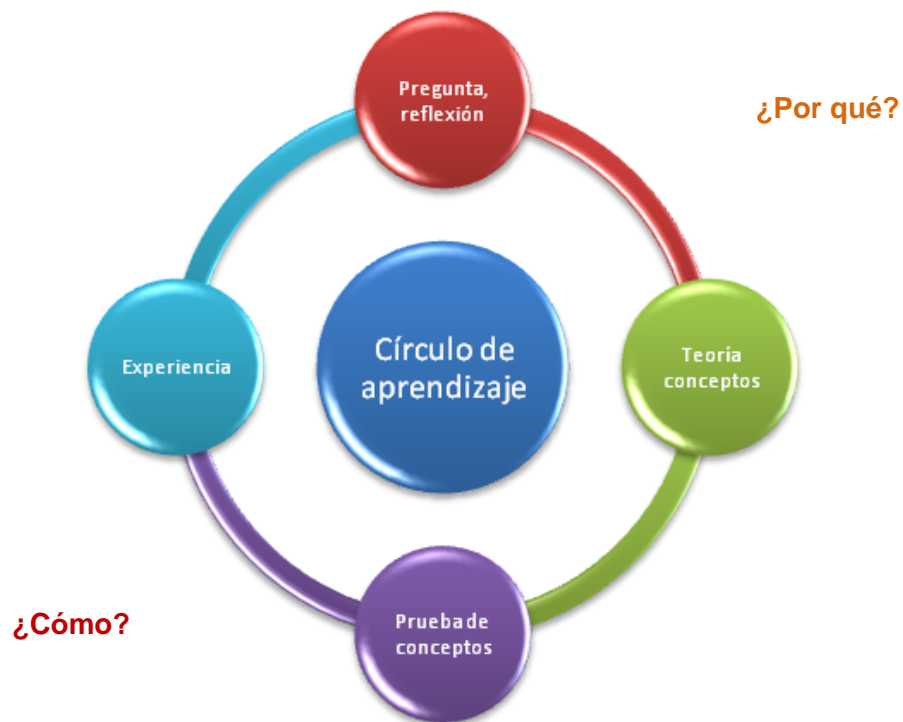 Pregunta,
reflexión
¿Por qué?
Experiencia
Círculo de
aprendizaje
Teoría
conceptos
¿Cómo?
Prueba de
conceptos